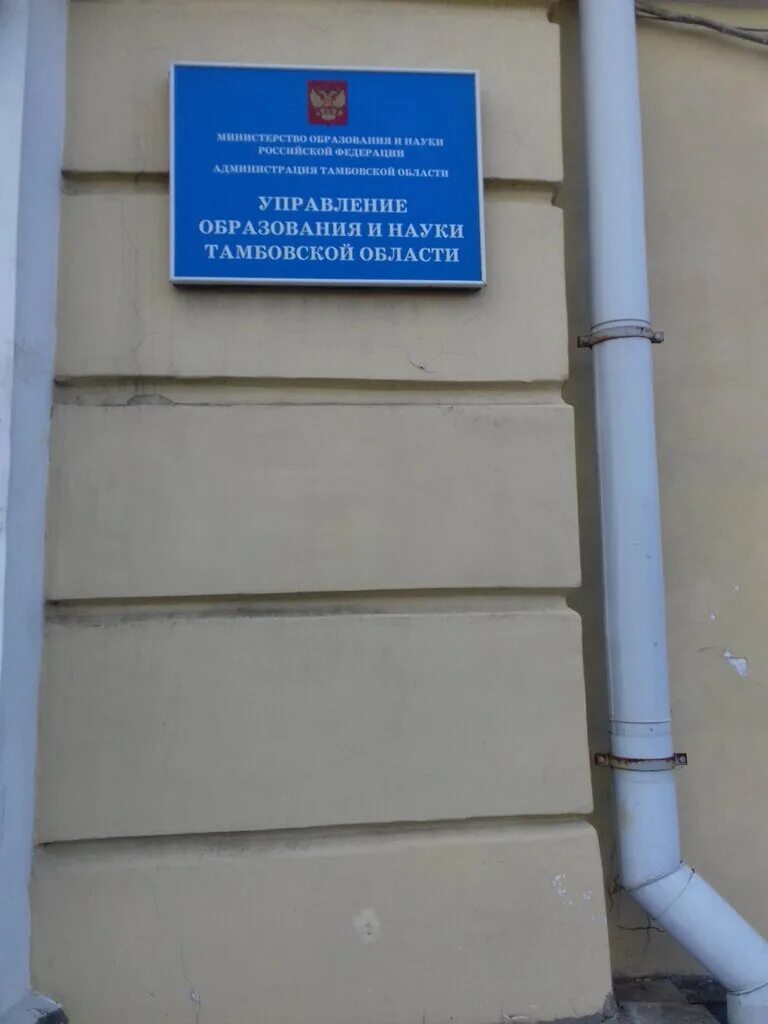 МИНИСТЕРСТВО ОБРАЗОВАНИЯ И НАУКИ
РОССИЙСКОЙ ФЕДЕРАЦИИ
АДМИНИСТРАЦИЯ ТАМБОВСКОЙ ОБЛАСТИ
УПРАВЛЕНИЕ
ОБРАЗОВАНИЯ И НАУКИ
ТАМБОВСКОЙ ОБЛАСТИ